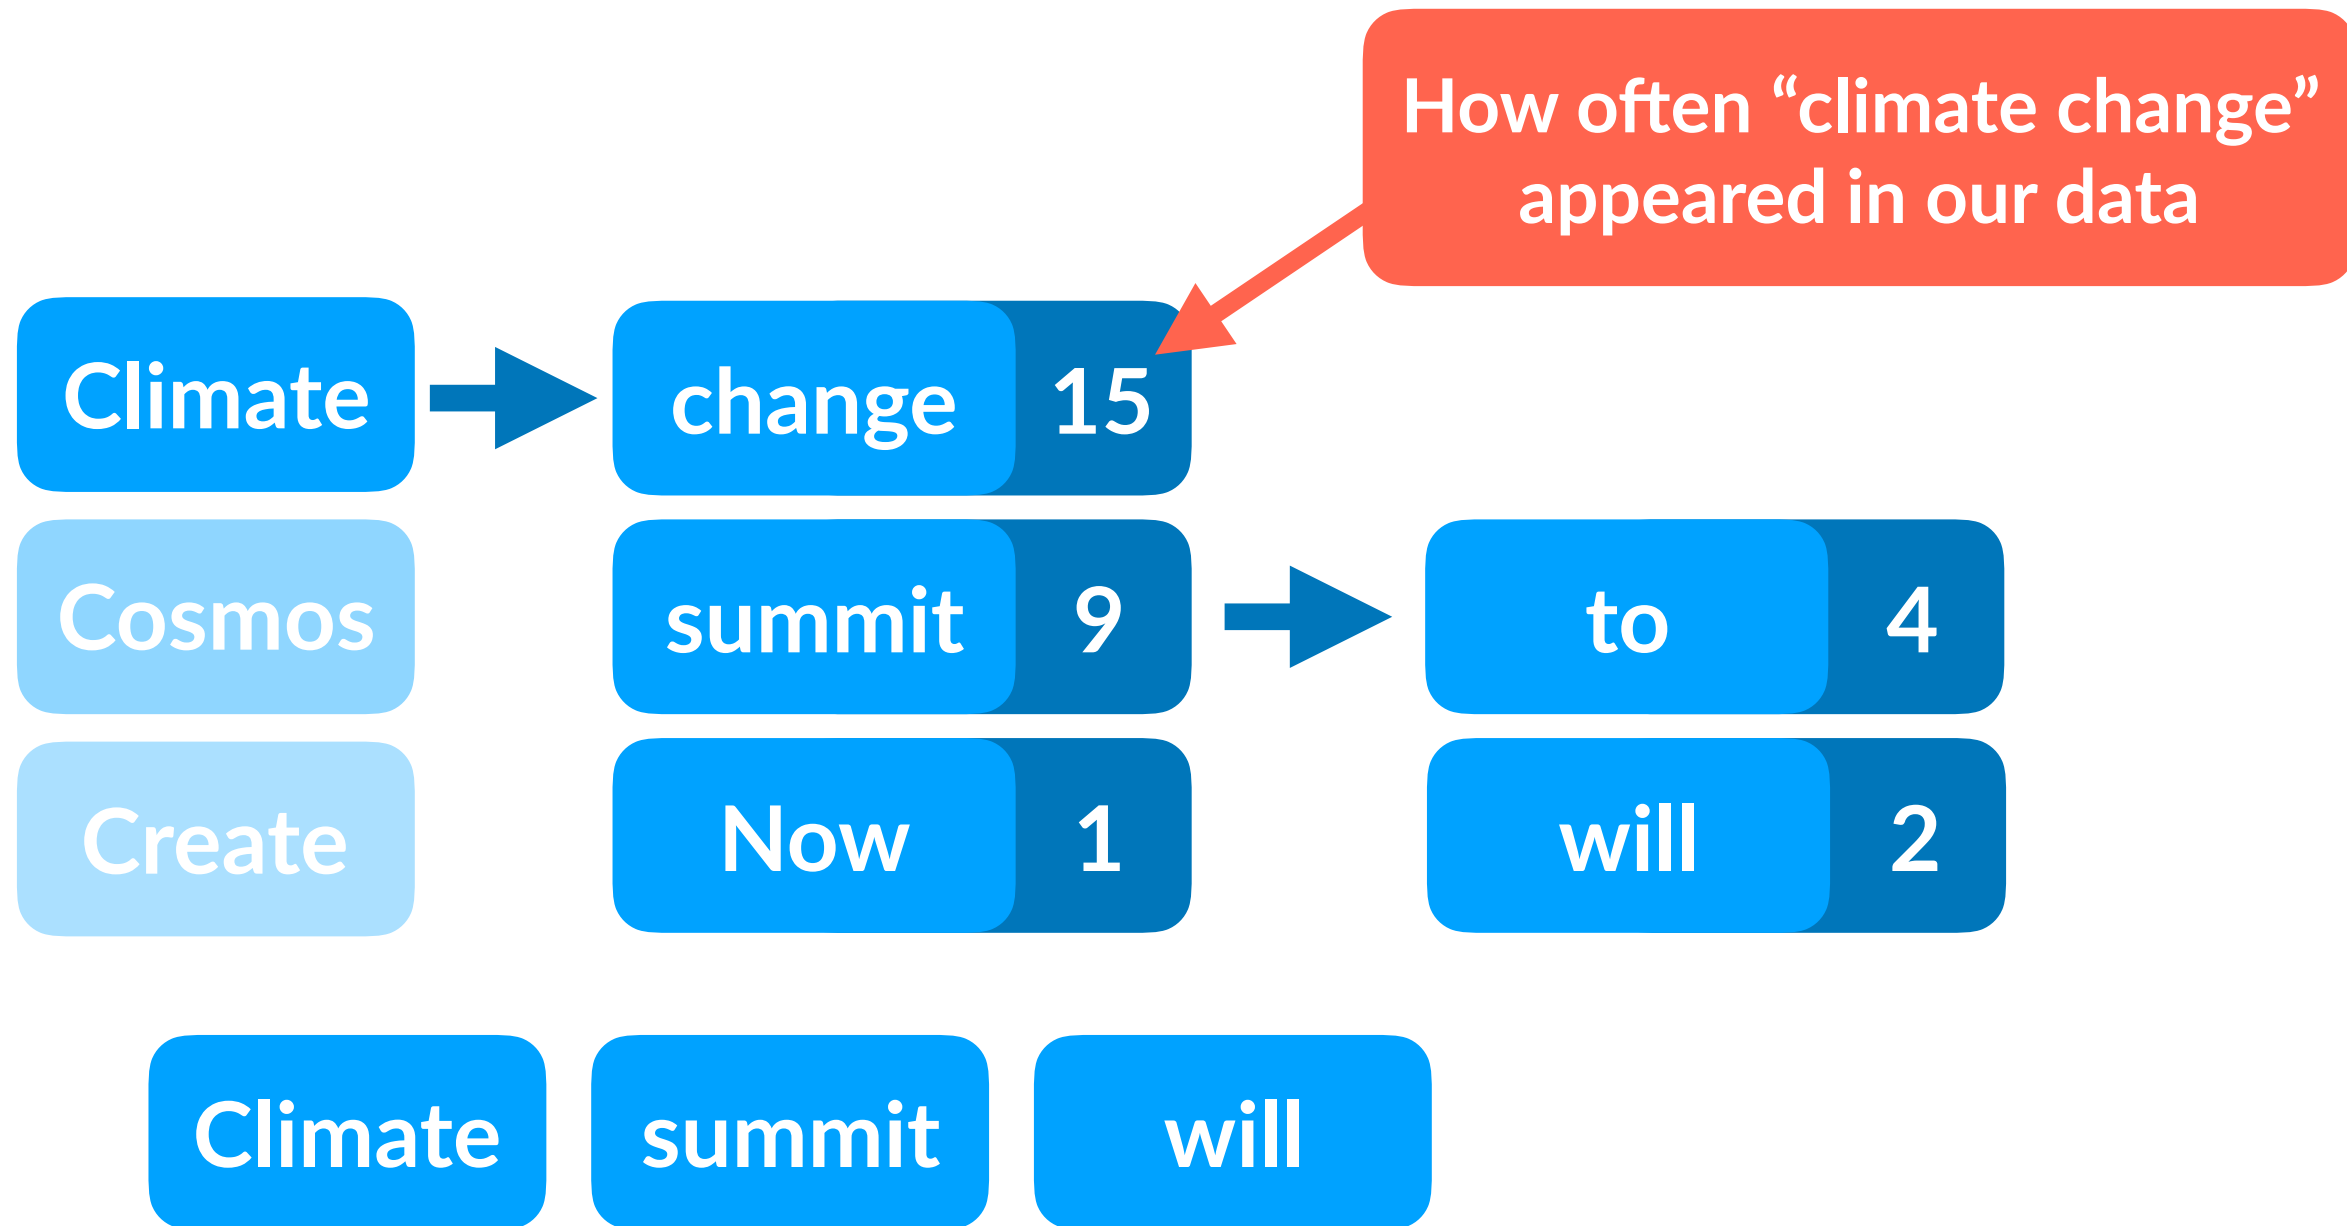 How often “climate change”
appeared in our data
Climate change 15
Cosmos summit 9 to 4
Create Now 1 will 2
Climate summit will